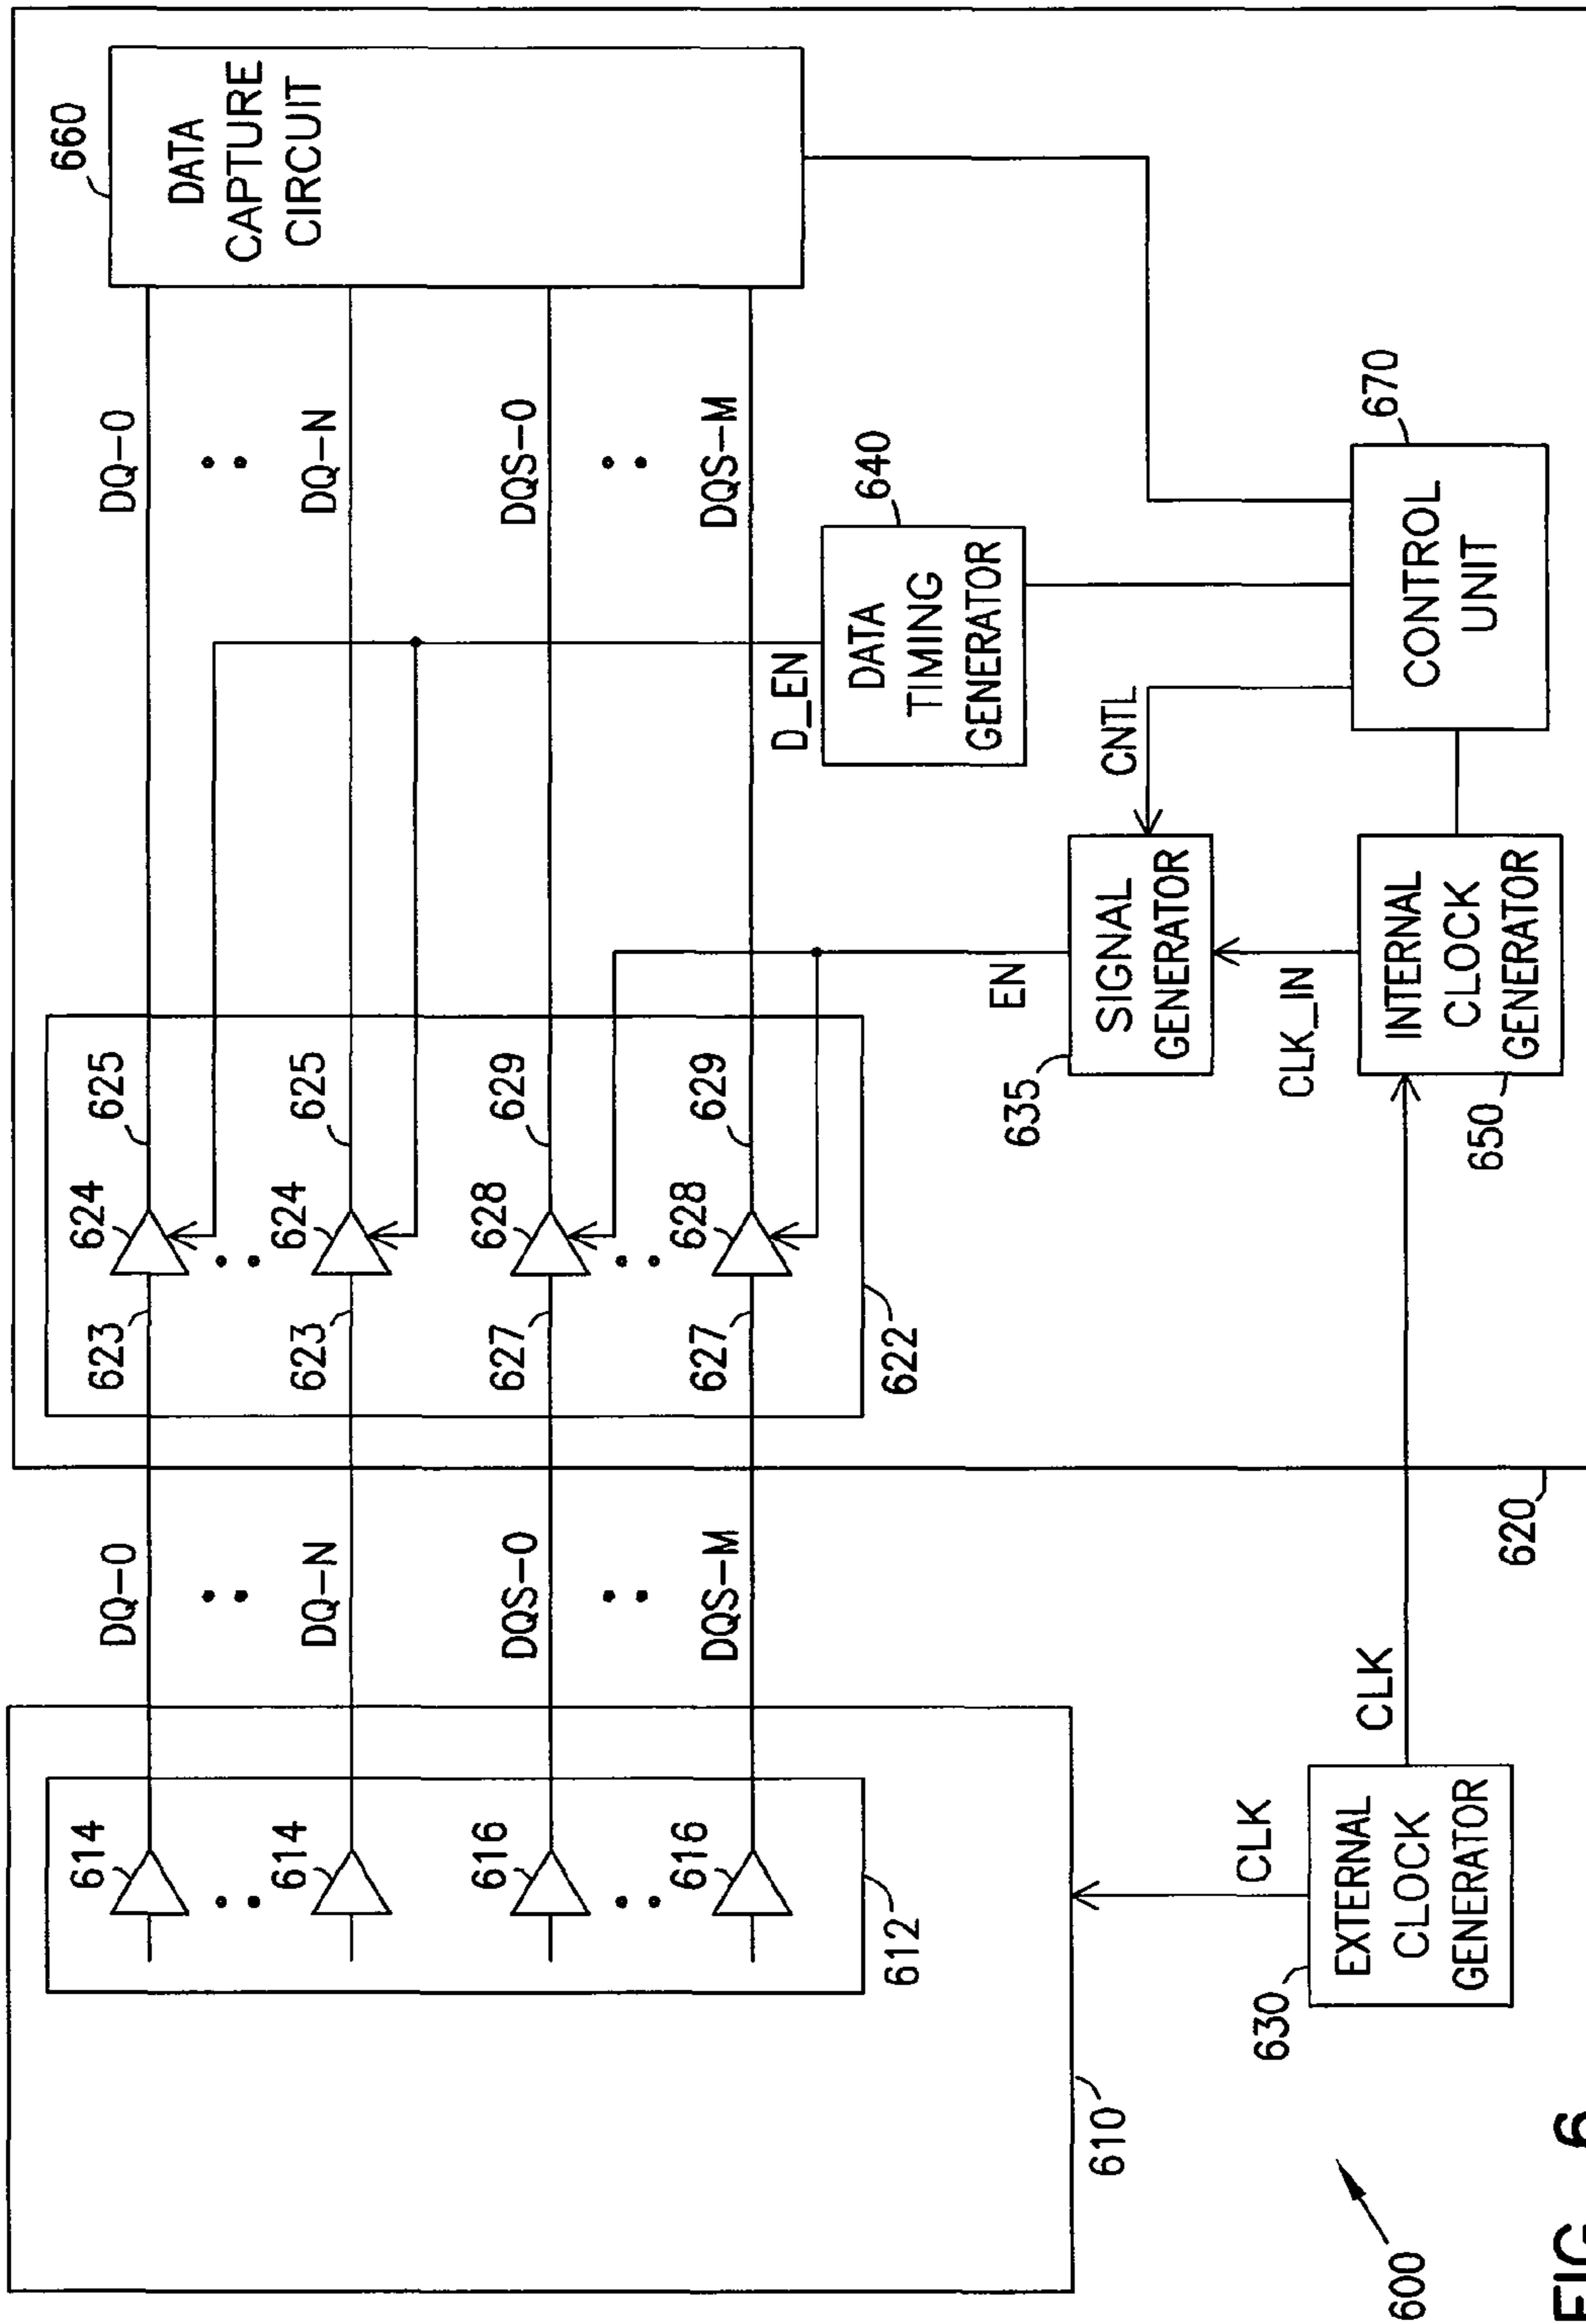 614
614
616
616
612
610
DQ-0
DQ-N
DQS-0
DQS-M
623
624
625
623
624
625
627
628
629
627
628
629
622
620
DQ-0
DQ-N
DQS-0
DQS-M
660
DATA
CAPTURE
CIRCUIT
D_EN
640
DATA
TIMING
GENERATOR
EN
635
SIGNAL
GENERATOR
CNTL
670
CONTROL
UNIT
CLK_IN
650
INTERNAL
CLOCK
GENERATOR
CLK
CLK
630
EXTERNAL
CLOCK
GENERATOR
600
FIG. 6